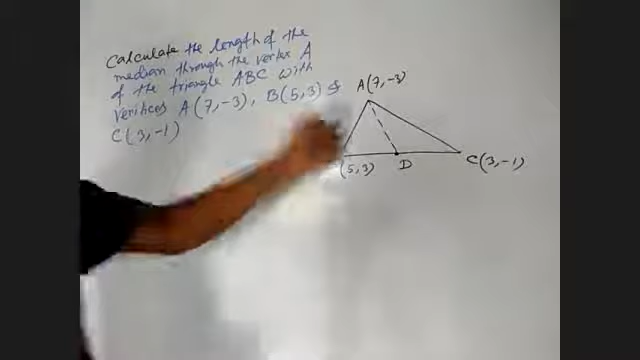 Calculate the length of the
median through the vertex A
of the triangle ABC with
verihces A(7,-3), B(5,3) &
C(3,-1)
A(7,-3)
(5,3)
D
C(3,-1)